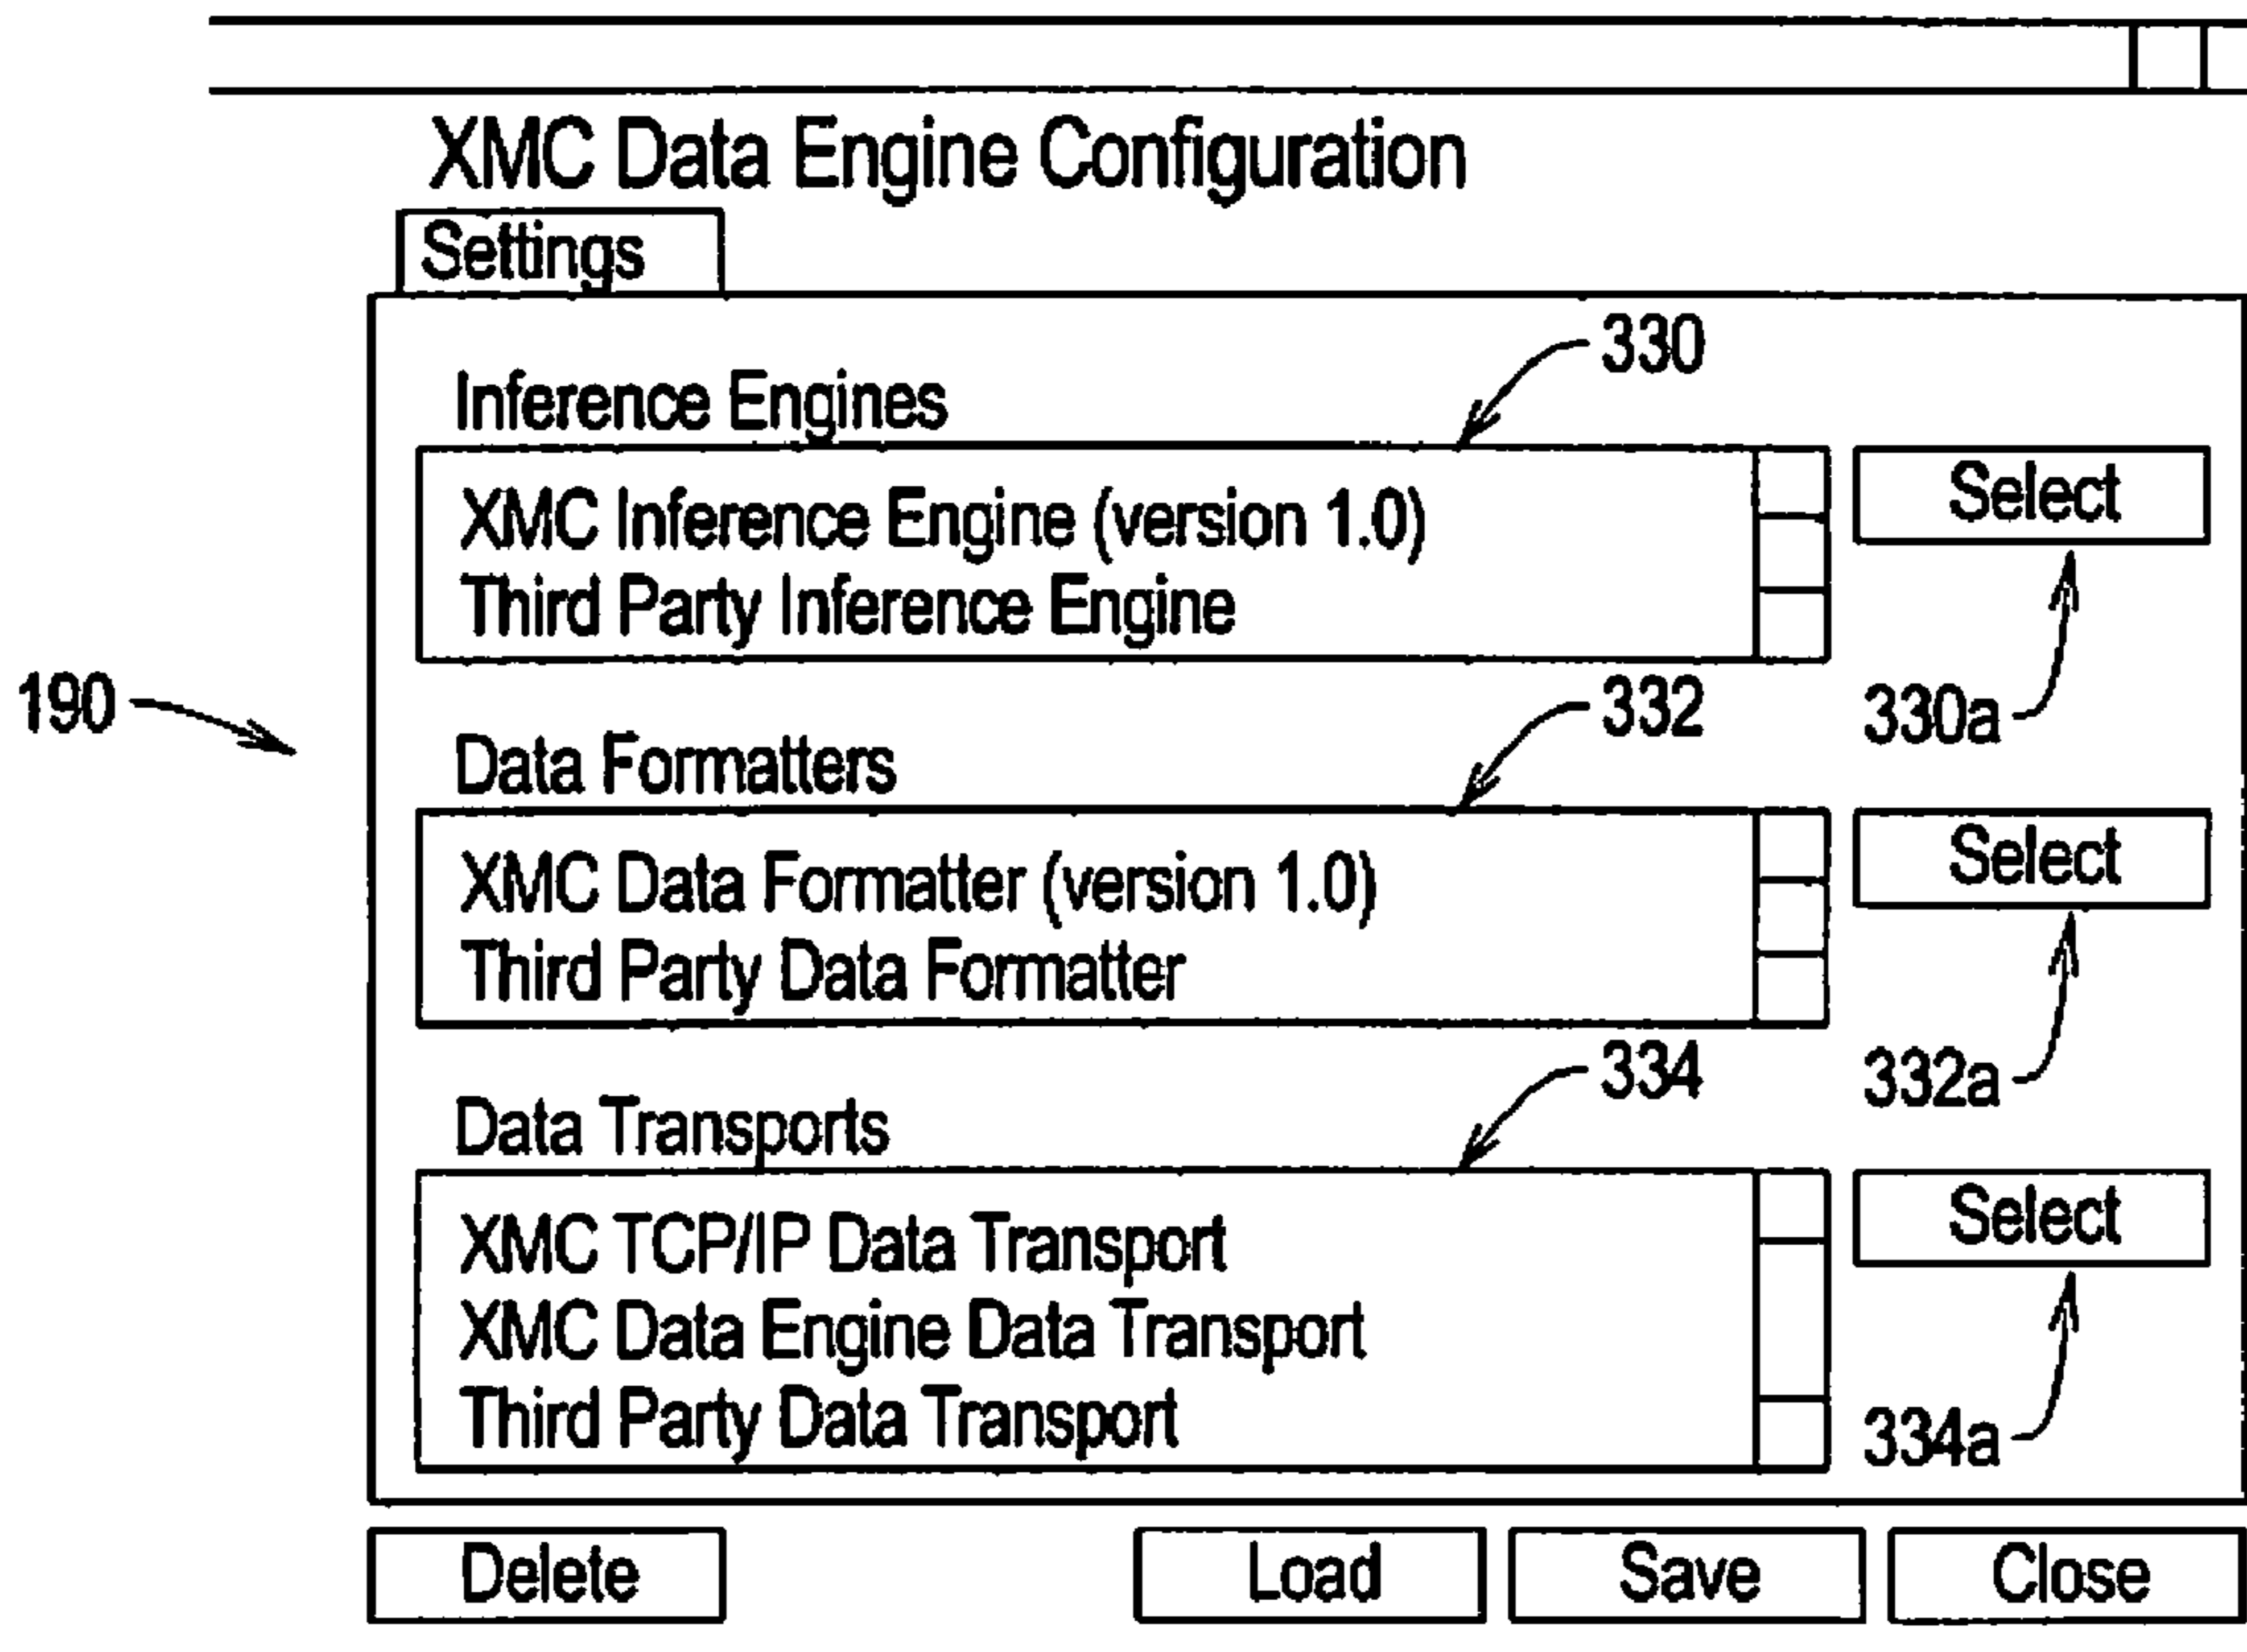 XMC Data Engine Configuration
Settings
330
Inference Engines
XMC Inference Engine (version 1.0)
Select
Third Party Inference Engine
190
332
330a
Data Formatters
XMC Data Formatter (version 1.0)
Select
Third Party Data Formatter
334
332a
Data Transports
XMC TCP/IP Data Transport
Select
XMC Data Engine Data Transport
Third Party Data Transport
334a
Delete
Load
Save
Close